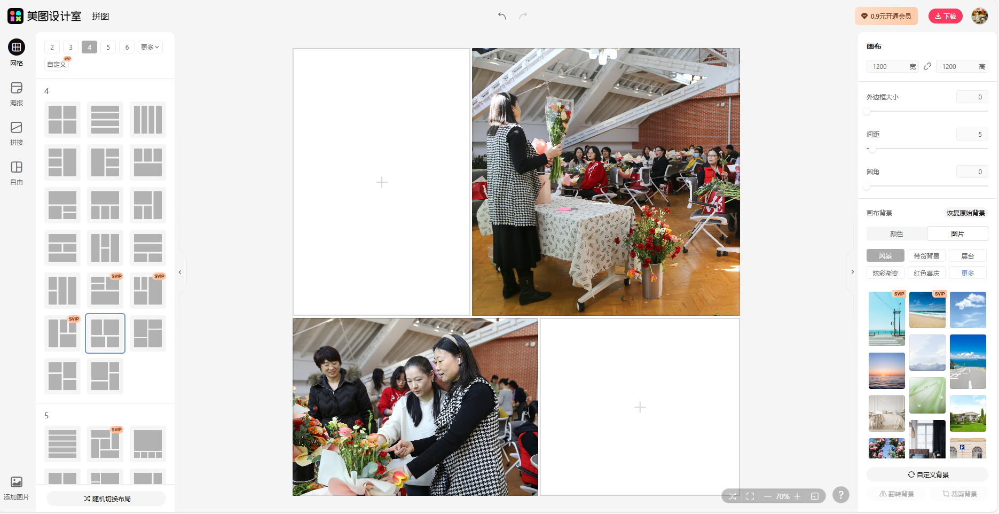 美图设计室 拼图
0.9元开通会员
下载
网格
海报
拼接
自由
添加图片
2 3 4 5 6 更多
自定义
SVIP
4
SVIP
SVIP
SVIP
5
SVIP
随机切换布局
70%
?
画布
1200 宽 1200 高
外边框大小 0
间距 5
圆角 0
画布背景 恢复原始背景
颜色 图片
风景 带货背景 展台
炫彩渐变 红色喜庆 更多
SVIP SVIP
P
自定义背景
翻转背景 裁剪背景